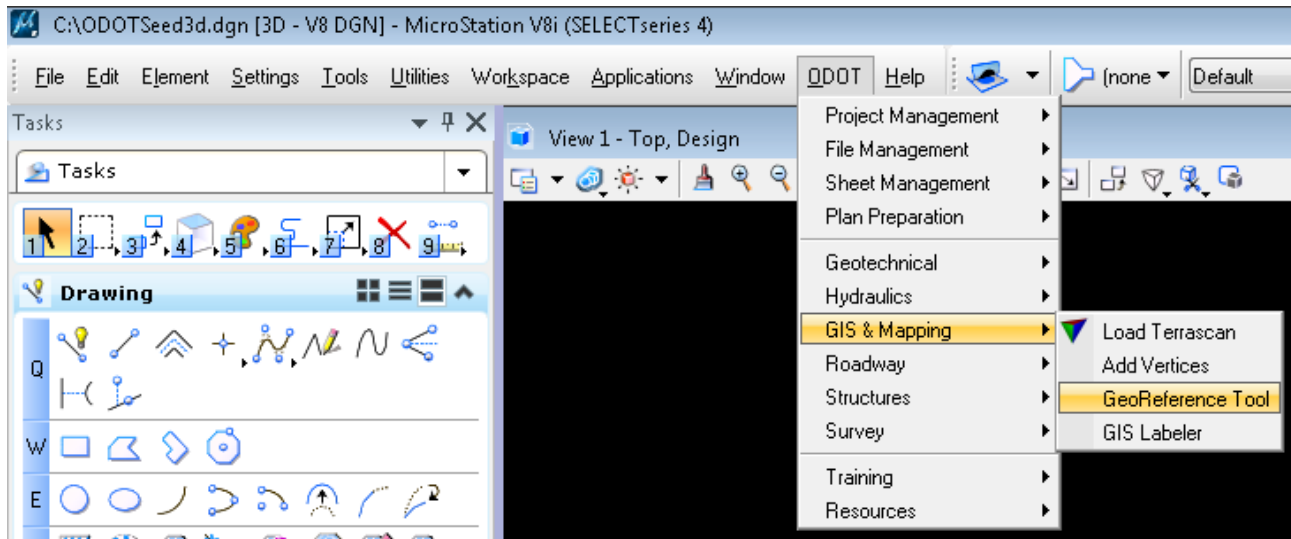 C:\ODOTSeed3d.dgn [3D - V8 DGN] - MicroStation V8i (SELECTseries 4)
File Edit Element Settings Tools Utilities Workspace Applications Window ODOT Help (none Default
Tasks
Tasks
1 2 3 4 5 6 7 8 9
Drawing
Q
W
E
View 1 - Top, Design
Project Management
File Management
Sheet Management
Plan Preparation
Geotechnical
Hydraulics
GIS & Mapping
Roadway
Structures
Survey
Training
Resources
Load Terrascan
Add Vertices
GeoReference Tool
GIS Labeler